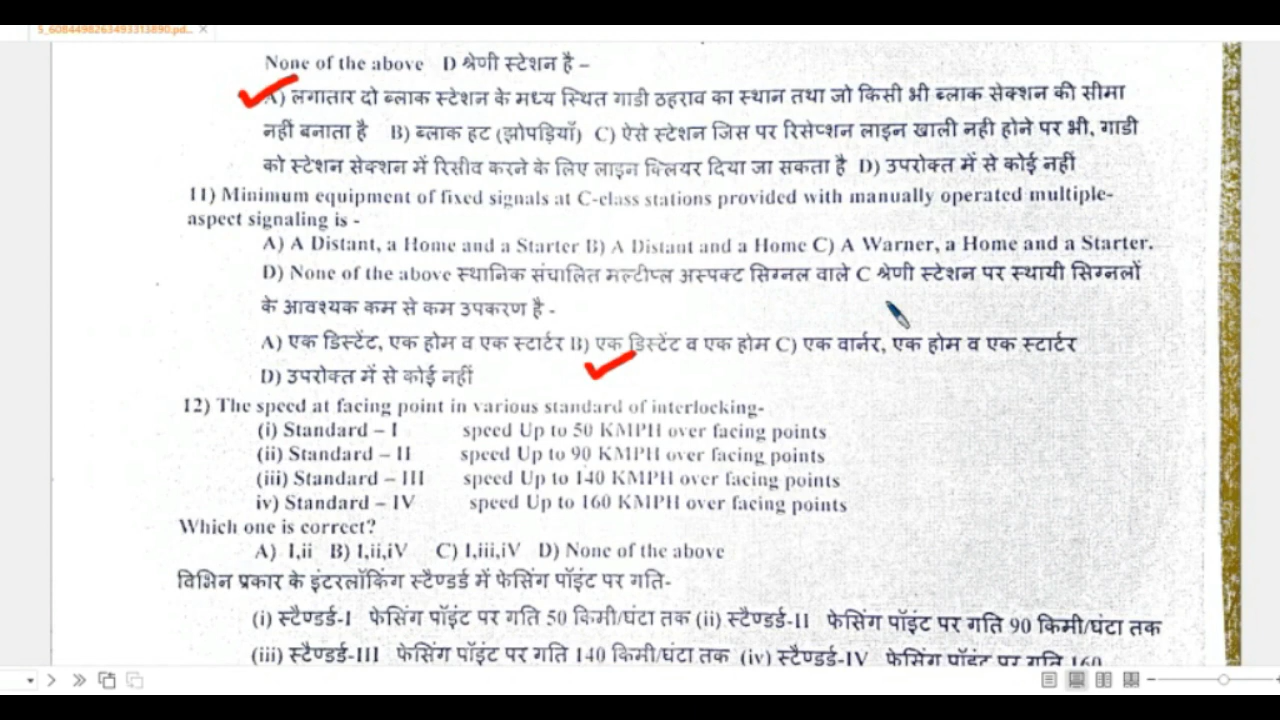 5_6084498263493313890.pd..
None of the above D श्रेणी स्टेशन है –
A) लगातार दो ब्लाक स्टेशन के मध्य स्थित गाडी ठहराव का स्थान तथा जो किसी भी ब्लाक सेक्शन की सीमा
नहीं बनाता है B) ब्लाक हट (झोपड़ियाँ) C) ऐसे स्टेशन जिस पर रिसेप्शन लाइन खाली नही होने पर भी, गाडी
को स्टेशन सेक्शन में रिसीव करने के लिए लाइन क्लियर दिया जा सकता है D) उपरोक्त में से कोई नहीं
11) Minimum equipment of fixed signals at C-class stations provided with manually operated multiple-
aspect signaling is -
A) A Distant, a Home and a Starter B) A Distant and a Home C) A Warner, a Home and a Starter.
D) None of the above स्थानिक संचालित मल्टीप्ल अस्पक्ट सिग्नल वाले C श्रेणी स्टेशन पर स्थायी सिग्नलों
के आवश्यक कम से कम उपकरण है -
A) एक डिस्टेंट, एक होम व एक स्टार्टर B) एक डिस्टेंट व एक होम C) एक वार्नर, एक होम व एक स्टार्टर
D) उपरोक्त में से कोई नहीं
12) The speed at facing point in various standard of interlocking-
(i) Standard – I speed Up to 50 KMPH over facing points
(ii) Standard – II speed Up to 90 KMPH over facing points
(iii) Standard – III speed Up to 140 KMPH over facing points
iv) Standard – IV speed Up to 160 KMPH over facing points
Which one is correct?
A) I,ii B) I,ii,iV C) I,iii,iV D) None of the above
विभिन प्रकार के इंटरलॉकिंग स्टैण्डर्ड में फेसिंग पॉइंट पर गति-
(i) स्टैण्डर्ड-I फेसिंग पॉइंट पर गति 50 किमी/घंटा तक (ii) स्टैण्डर्ड-II फेसिंग पॉइंट पर गति 90 किमी/घंटा तक
(iii) स्टैण्डर्ड-III फेसिंग पॉइंट पर गति 140 किमी/घंटा तक (iv) स्टैण्डर्ड-IV फेसिंग पॉइंट पर गति 160